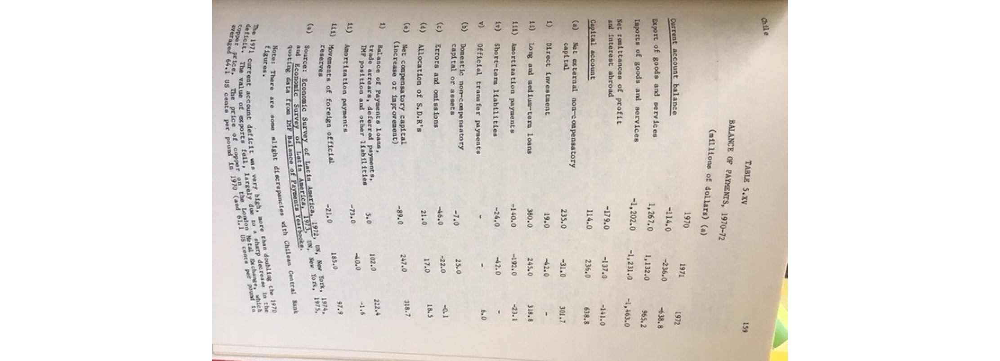 Chile 159
TABLE 5.XV
BALANCE OF PAYMENTS, 1970-72
(millions of dollars) (a)
1970 1971 1972
Current account balance -114.0 -236.0 -638.8
Export of goods and services 1,267.0 1,132.0 965.2
Imports of goods and services -1,202.0 -1,231.0 -1,463.0
Net remittances of profit
and interest abroad -179.0 -137.0 -141.0
Capital account 114.0 236.0 638.8
(a) Net external non-compensatory
capital 235.0 -31.0 301.7
i) Direct investment 19.0 -42.0 -
ii) Long and medium-term loans 380.0 245.0 318.8
iii) Amortization payments -140.0 -192.0 -23.1
iv) Short-term liabilities -24.0 -42.0 -
v) Official transfer payments - - 6.0
(b) Domestic non-compensatory
capital or assets -7.0 25.0
(c) Errors and omissions -46.0 -22.0 -0.1
(d) Allocation of S.D.R's 21.0 17.0 18.5
(e) Net compensatory capital
(increase or improvement) -89.0 247.0 318.7
i) Balance of Payments loans,
trade arrears, deferred payments,
IMF position and other liabilities 5.0 102.0 222.4
ii) Amortization payments -73.0 -40.0 -1.6
iii) Movements of foreign official
reserves -21.0 185.0 97.9
(a) Source: Economic Survey of Latin America, 1972, UN, New York, 1974,
and Economic Survey of Latin America, 1973, UN, New York, 1975,
quoting data from IMF Balance of Payments Yearbooks.
Note: There are some slight discrepancies with Chilean Central Bank
figures.
The 1971 current account deficit was very high, more than doubling the 1970
deficit. The value of exports fell, largely due to a sharp decrease in the
copper price. The price of copper on the London Metal Exchange, which
averaged 64.1 US cents per pound in 1970 (and 61.1 US cents per pound in